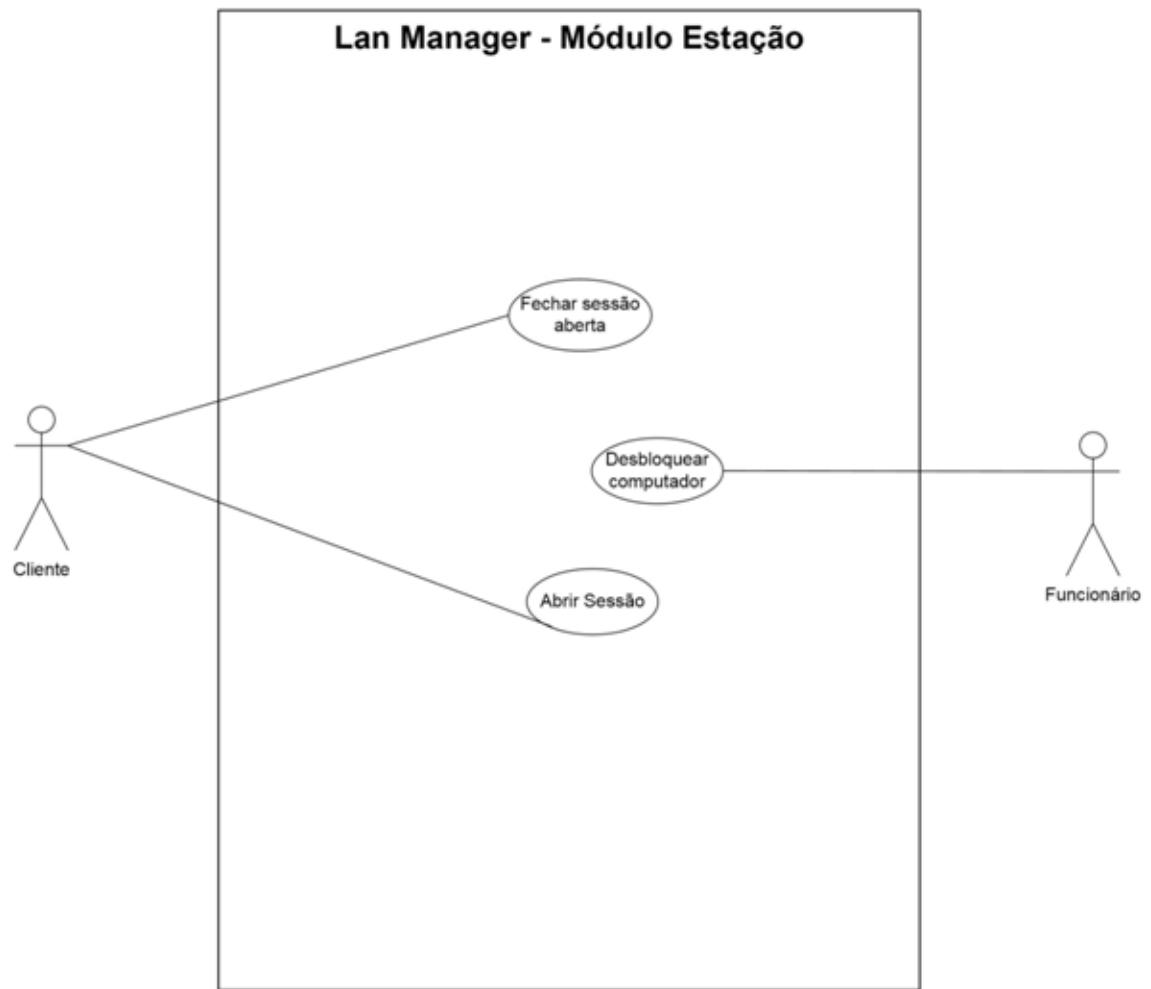 Lan Manager - Módulo Estação
Fechar sessão
aberta
Desbloquear
computador
Cliente
Abrir Sessão
Funcionário